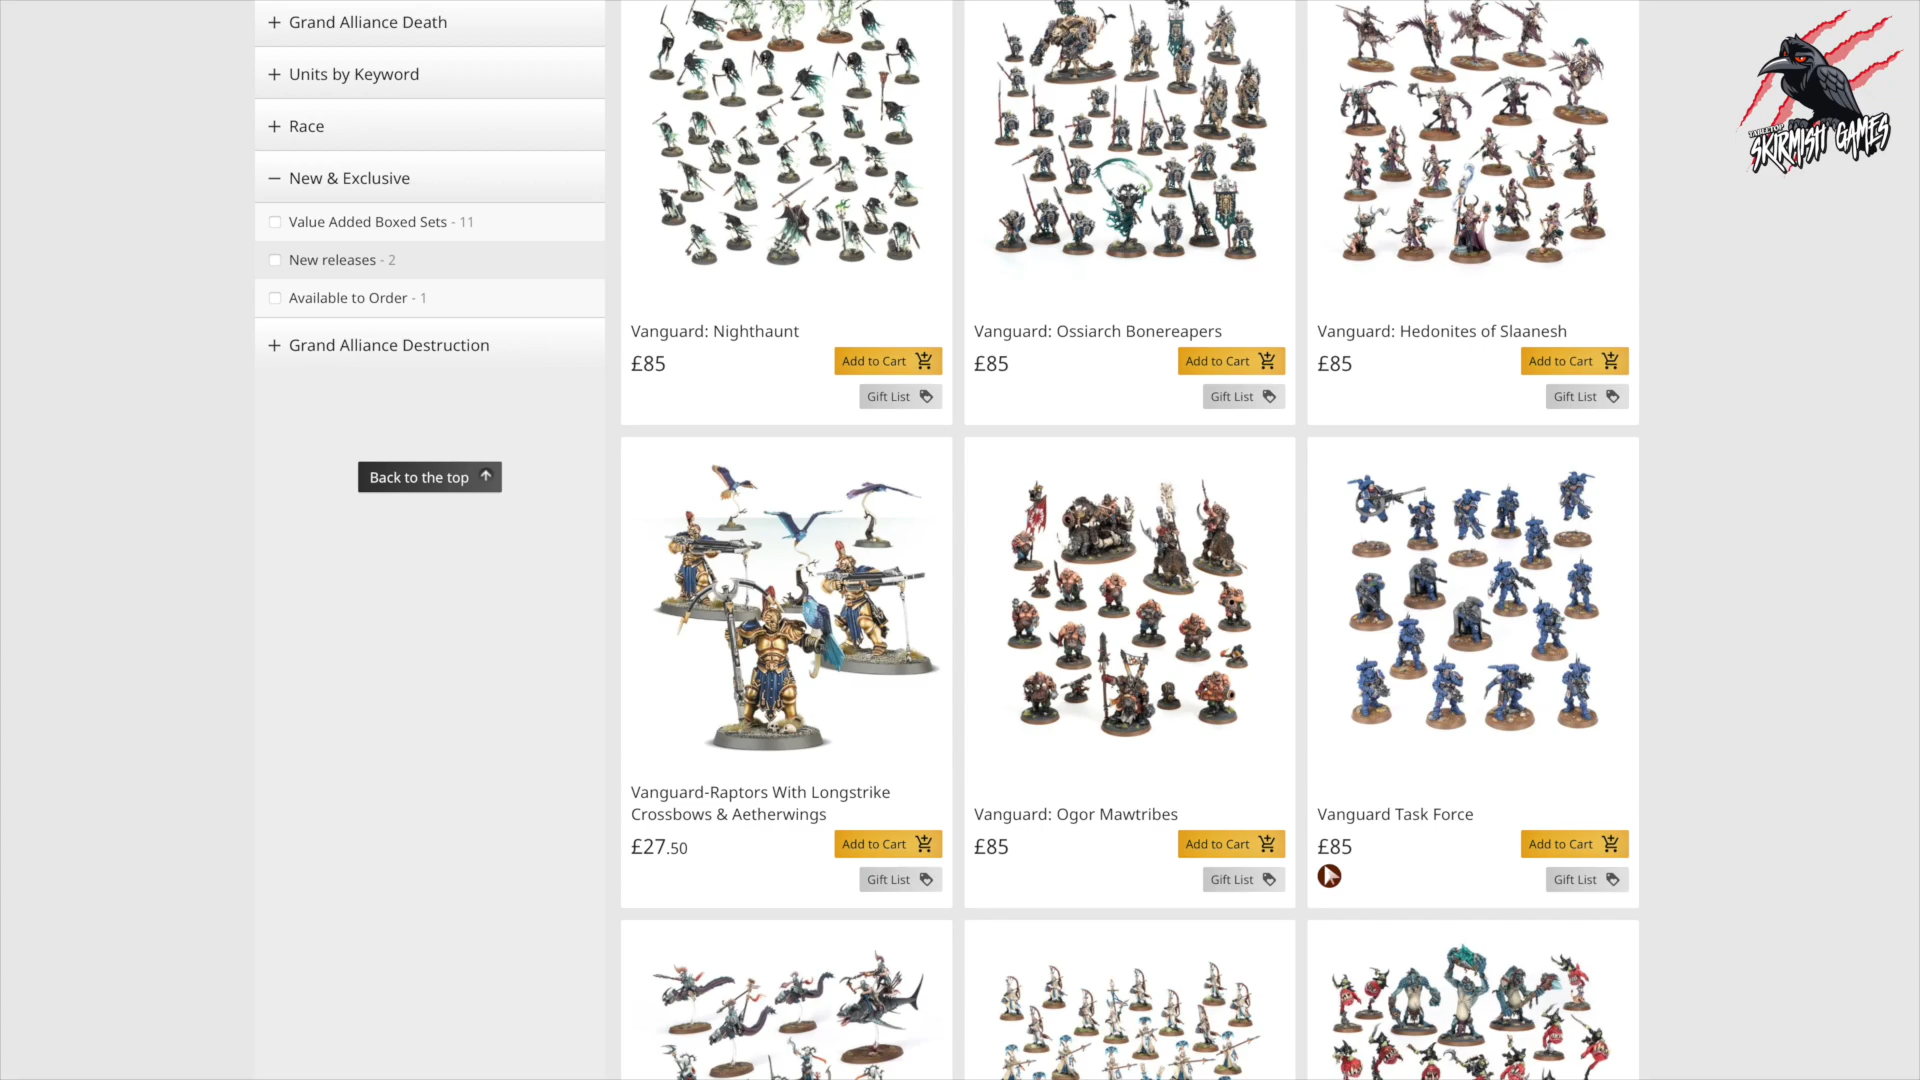 Grand Alliance Death
Units by Keyword
Race
New & Exclusive
Value Added Boxed Sets - 11
New releases - 2
Available to Order - 1
Grand Alliance Destruction
Back to the top
Vanguard: Nighthaunt
£85
Add to Cart
Gift List
Vanguard: Ossiarch Bonereapers
£85
Add to Cart
Gift List
Vanguard: Hedonites of Slaanesh
£85
Add to Cart
Gift List
Vanguard-Raptors With Longstrike
Crossbows & Aetherwings
£27.50
Add to Cart
Gift List
Vanguard: Ogor Mawtribes
£85
Add to Cart
Gift List
Vanguard Task Force
£85
Add to Cart
Gift List
TABLETOP
SKIRMISH GAMES